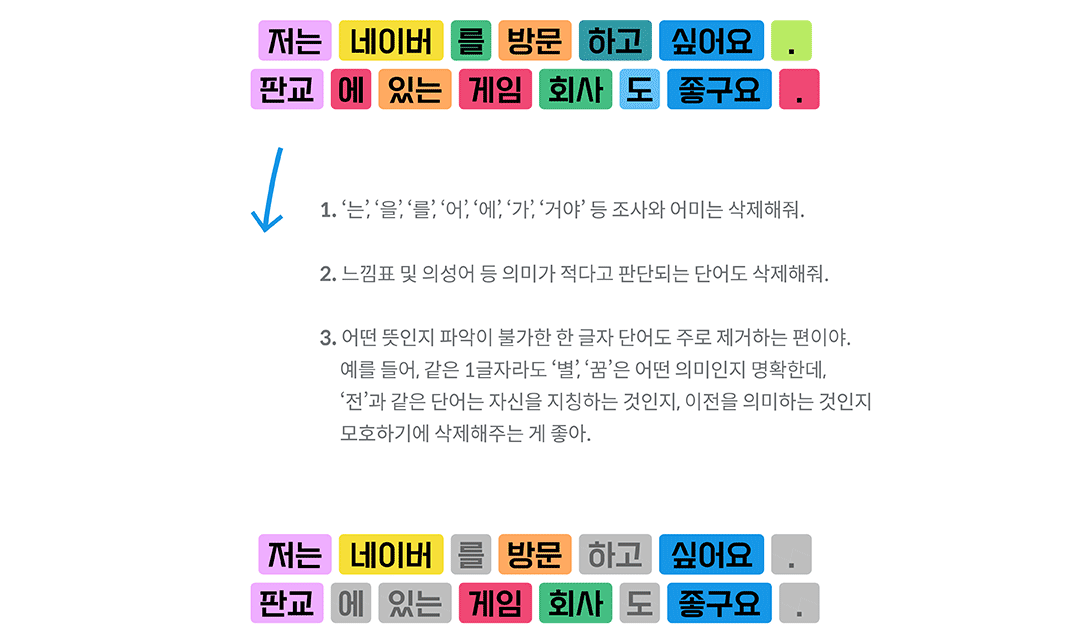 저는 네이버 를 방문 하고 싶어요 .
판교 에 있는 게임 회사 도 좋구요 .
1. ‘는’, ‘을’, ‘를’, ‘어’, ‘에’, ‘가’, ‘거야’ 등 조사와 어미는 삭제해줘.
2. 느낌표 및 의성어 등 의미가 적다고 판단되는 단어도 삭제해줘.
3. 어떤 뜻인지 파악이 불가한 한 글자 단어도 주로 제거하는 편이야.
예를 들어, 같은 1글자라도 ‘별’, ‘꿈’은 어떤 의미인지 명확한데,
‘전’과 같은 단어는 자신을 지칭하는 것인지, 이전을 의미하는 것인지
모호하기에 삭제해주는 게 좋아.
저는 네이버 를 방문 하고 싶어요 .
판교 에 있는 게임 회사 도 좋구요 .